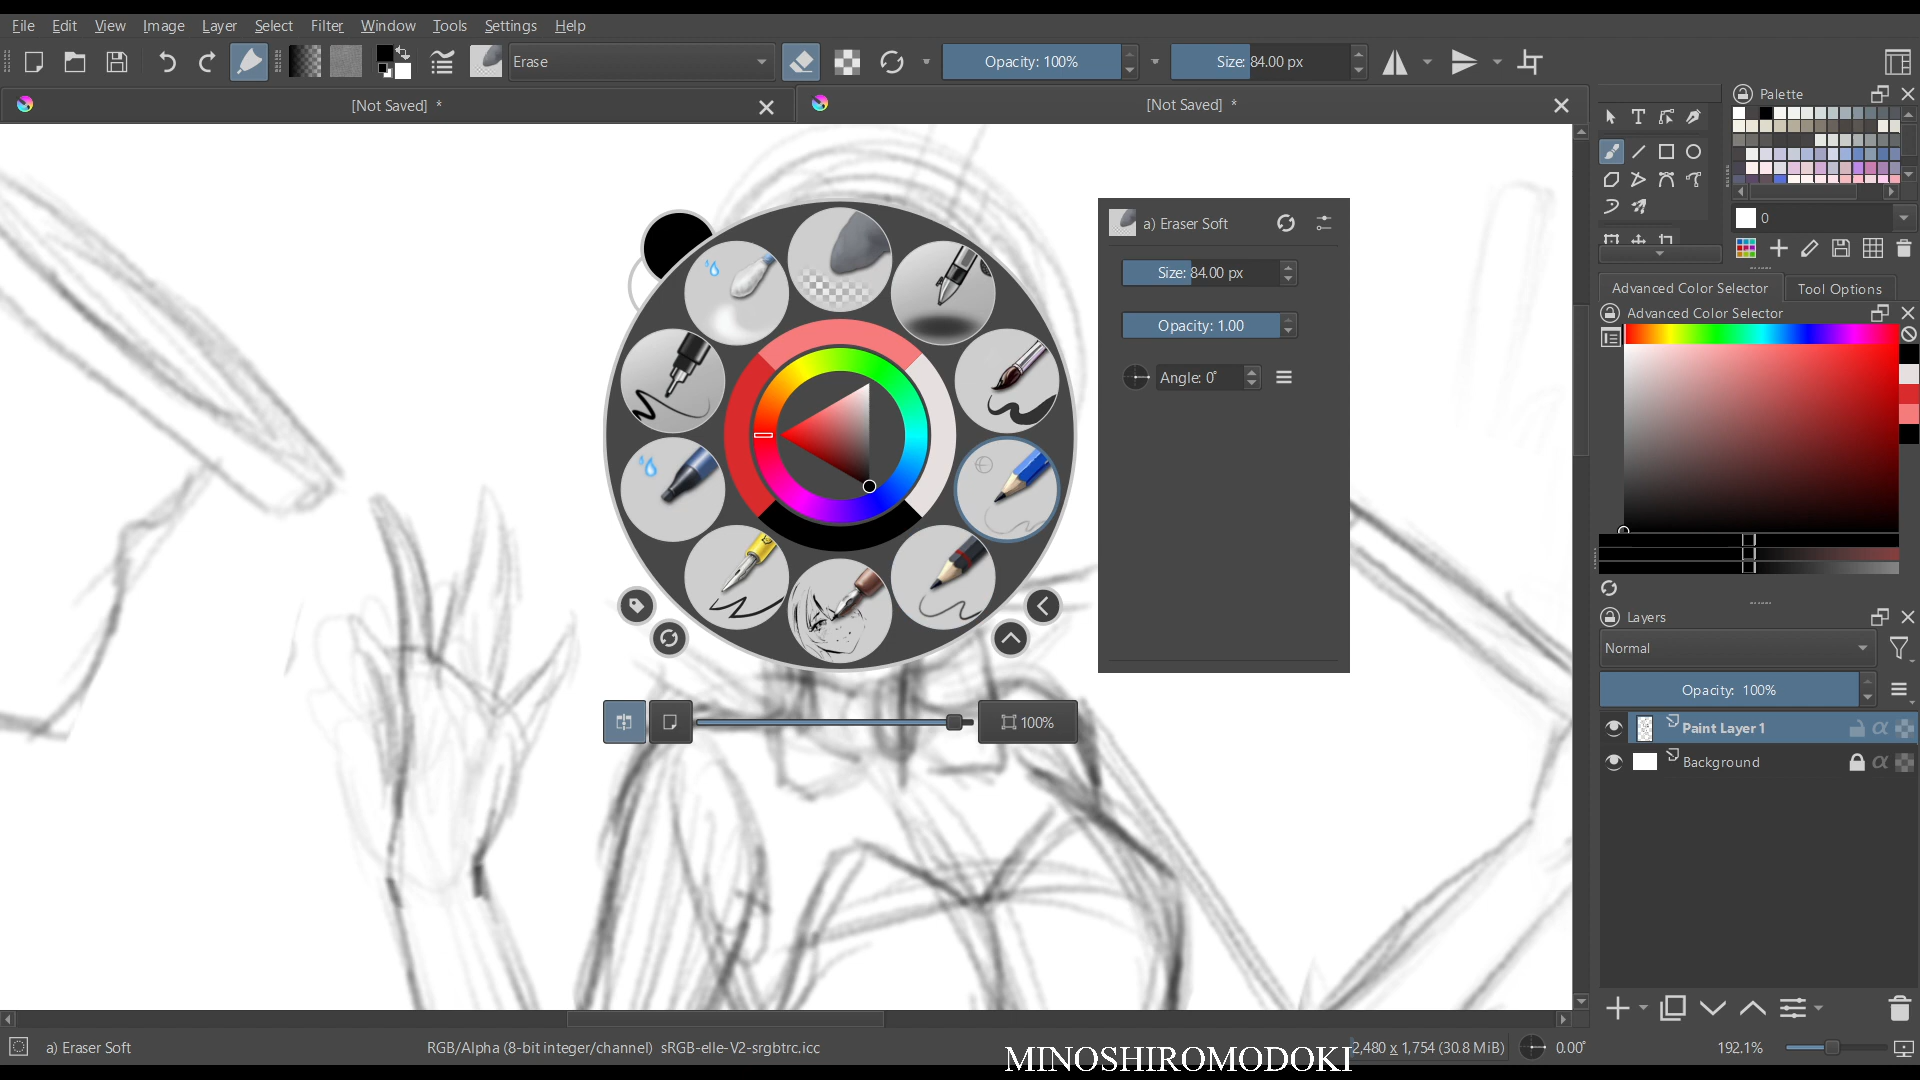 File Edit View Image Layer Select Filter Window Tools Settings Help
Erase Opacity: 100% Size: 84.00 px
[Not Saved] * [Not Saved] *
Palette
0
Advanced Color Selector Tool Options
Advanced Color Selector
a) Eraser Soft
Size: 84.00 px
Opacity: 1.00
Angle: 0°
100%
Layers
Normal
Opacity: 100%
Paint Layer 1
Background
a) Eraser Soft RGB/Alpha (8-bit integer/channel) sRGB-elle-V2-srgbtrc.icc MINOSHIROMODOKI 2,480 x 1,754 (30.8 MiB) 0.00° 192.1%